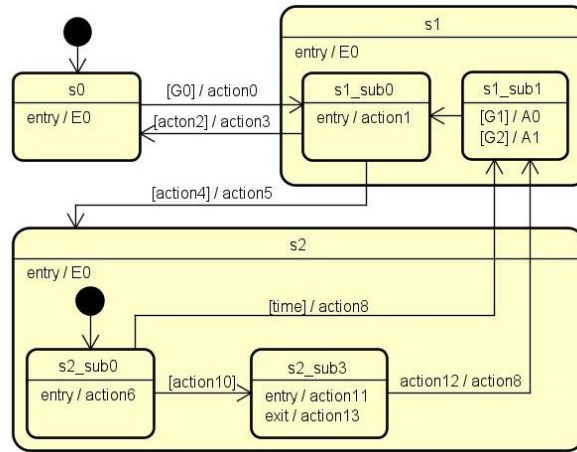 s1
entry / E0
s0
entry / E0
[G0] / action0
[acton2] / action3
s1_sub0
entry / action1
s1_sub1
[G1] / A0
[G2] / A1
[action4] / action5
s2
entry / E0
[time] / action8
s2_sub0
entry / action6
[action10]
s2_sub3
entry / action11
exit / action13
action12 / action8